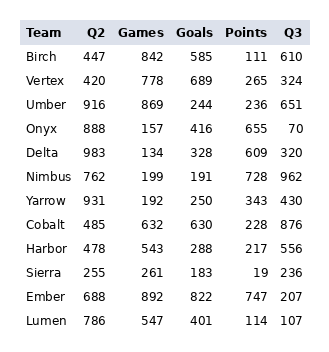 Team Q2 Games Goals Points Q3
Birch 447 842 585 111 610
Vertex 420 778 689 265 324
Umber 916 869 244 236 651
Onyx 888 157 416 655 70
Delta 983 134 328 609 320
Nimbus 762 199 191 728 962
Yarrow 931 192 250 343 430
Cobalt 485 632 630 228 876
Harbor 478 543 288 217 556
Sierra 255 261 183 19 236
Ember 688 892 822 747 207
Lumen 786 547 401 114 107